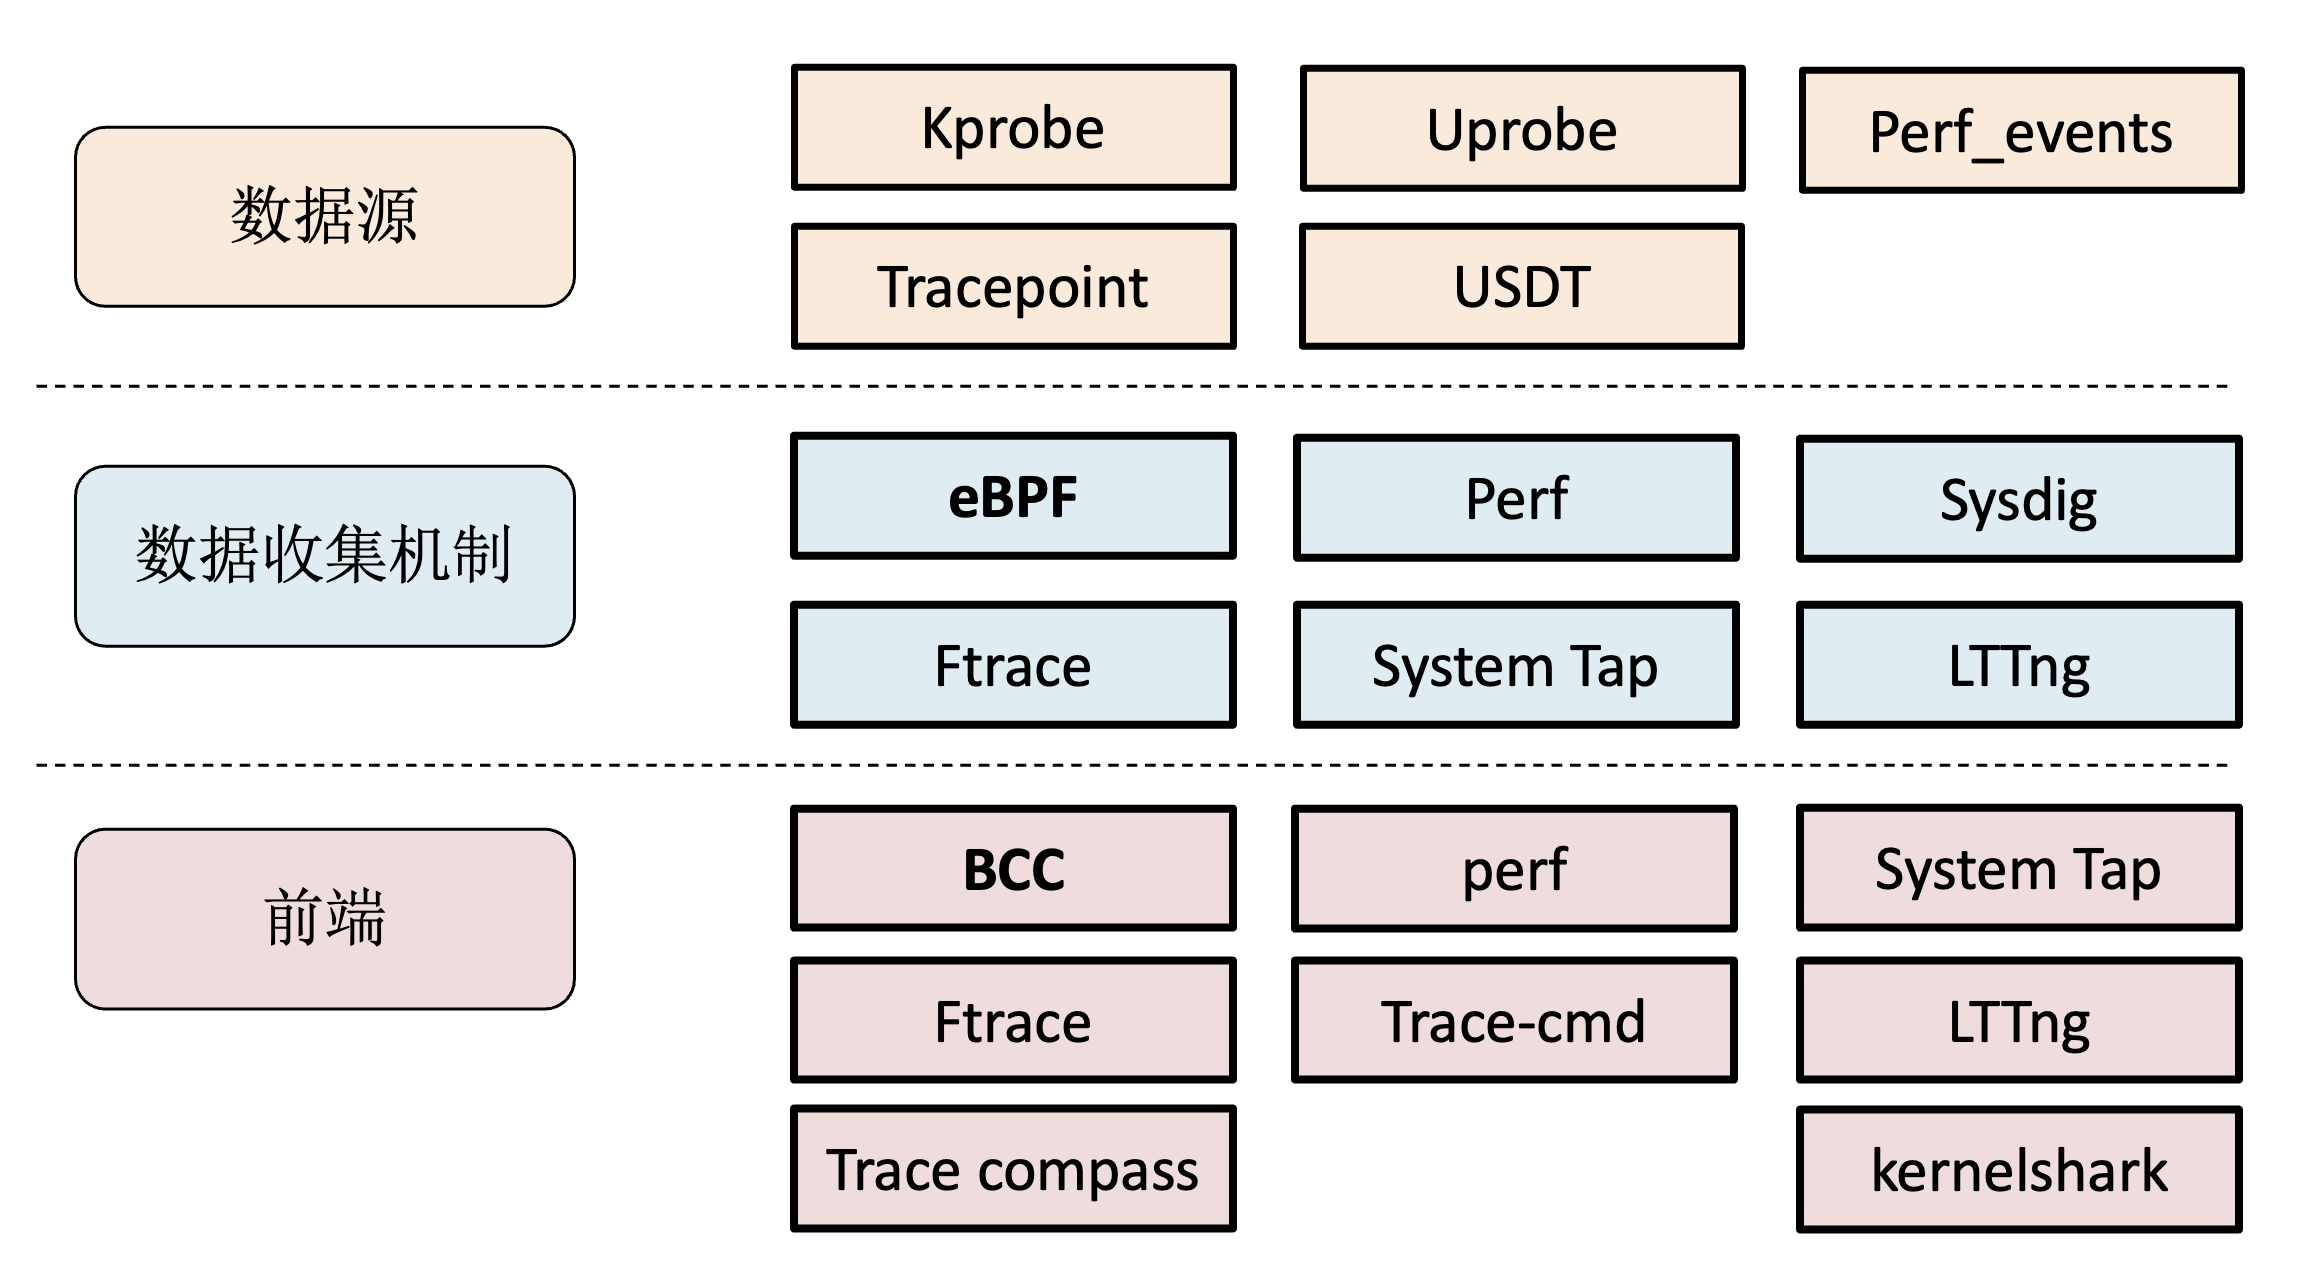 数据源
Kprobe
Uprobe
Perf_events
Tracepoint
USDT
数据收集机制
eBPF
Perf
Sysdig
Ftrace
System Tap
LTTng
前端
BCC
perf
System Tap
Ftrace
Trace-cmd
LTTng
Trace compass
kernelshark